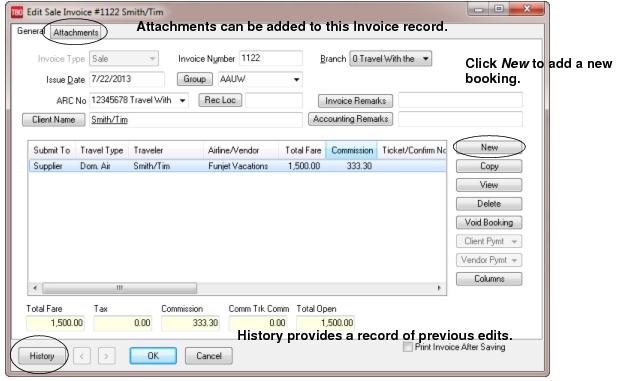 TBO Edit Sale Invoice #1122 Smith/Tim
General Attachments
Attachments can be added to this Invoice record.
Invoice Type Sale Invoice Number 1122 Branch 0 Travel With the
Click New to add a new booking.
Issue Date 7/22/2013 Group AAUW
ARC No 12345678 Travel With Rec Loc Invoice Remarks
Client Name Smith/Tim Accounting Remarks
Submit To Travel Type Traveler Airline/Vendor Total Fare Commission Ticket/Confirm Nc
Supplier Dom. Air Smith/Tim Funjet Vacations 1,500.00 333.30
New
Copy
View
Delete
Void Booking
Client Pymt
Vendor Pymt
Columns
Total Fare Tax Commission Comm Trk Comm Total Open
1,500.00 0.00 333.30 0.00 1,500.00
History provides a record of previous edits.
Print Invoice After Saving
History < > OK Cancel